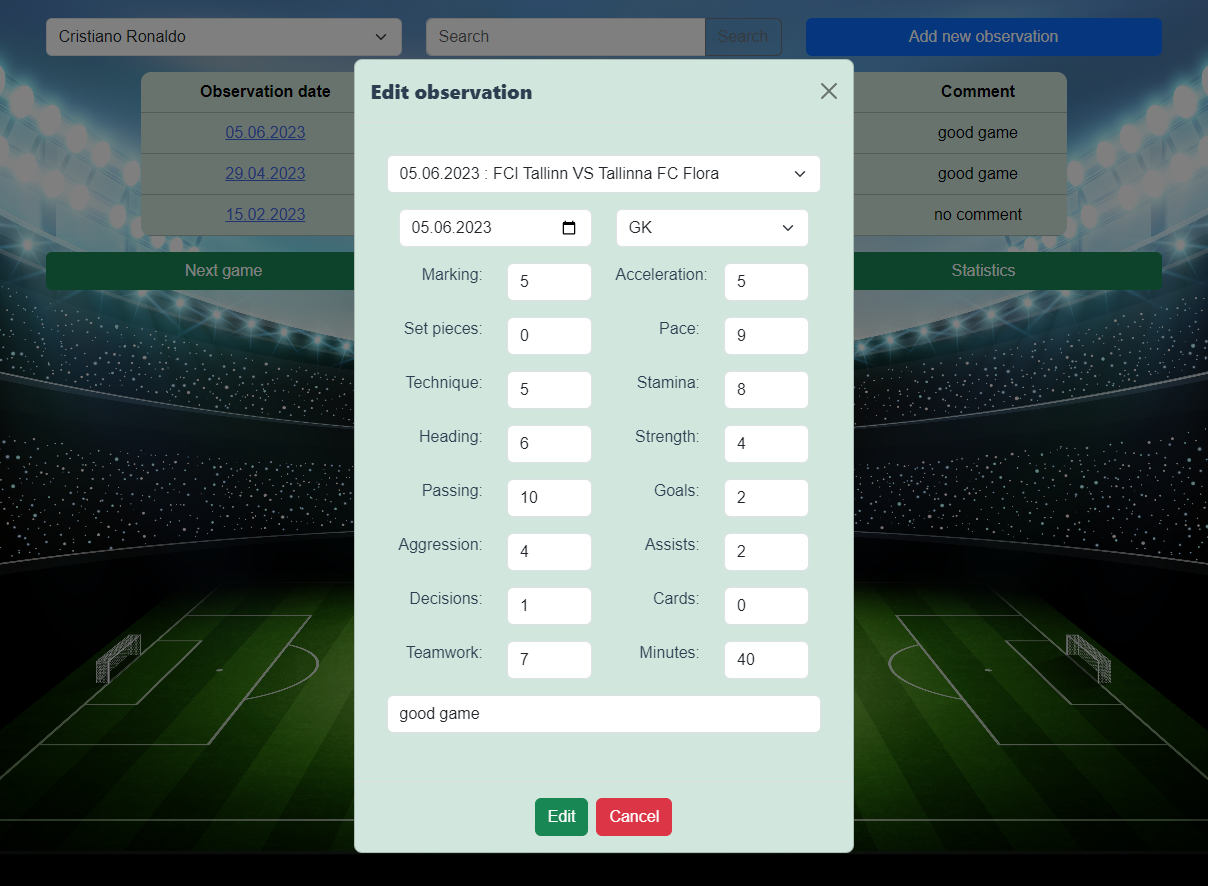 Cristiano Ronaldo Search Search Add new observation
Observation date Comment
05.06.2023 good game
29.04.2023 good game
15.02.2023 no comment
Next game Statistics
Edit observation
05.06.2023 : FCI Tallinn VS Tallinna FC Flora
05.06.2023 GK
Marking: 5 Acceleration: 5
Set pieces: 0 Pace: 9
Technique: 5 Stamina: 8
Heading: 6 Strength: 4
Passing: 10 Goals: 2
Aggression: 4 Assists: 2
Decisions: 1 Cards: 0
Teamwork: 7 Minutes: 40
good game
Edit Cancel